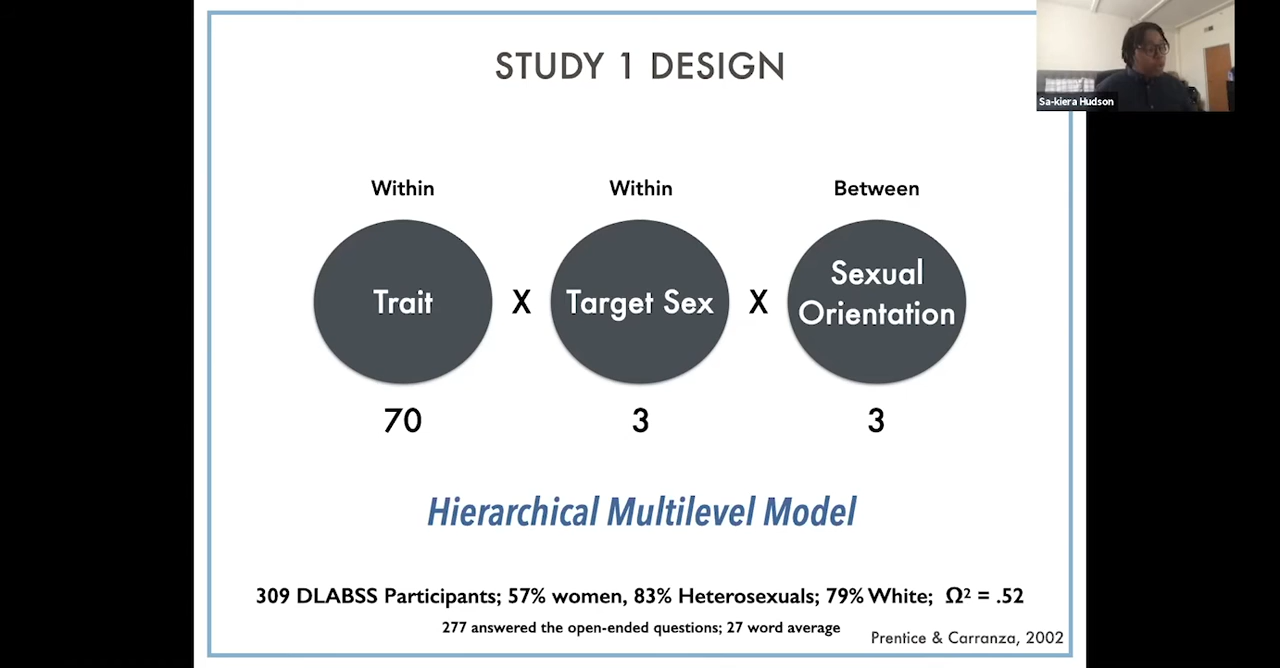 STUDY 1 DESIGN
Sa-kiera Hudson
Within
Within
Between
Trait
X
Target Sex
X
Sexual
Orientation
70
3
3
Hierarchical Multilevel Model
309 DLABSS Participants; 57% women, 83% Heterosexuals; 79% White; Ω² = .52
277 answered the open-ended questions; 27 word average
Prentice & Carranza, 2002